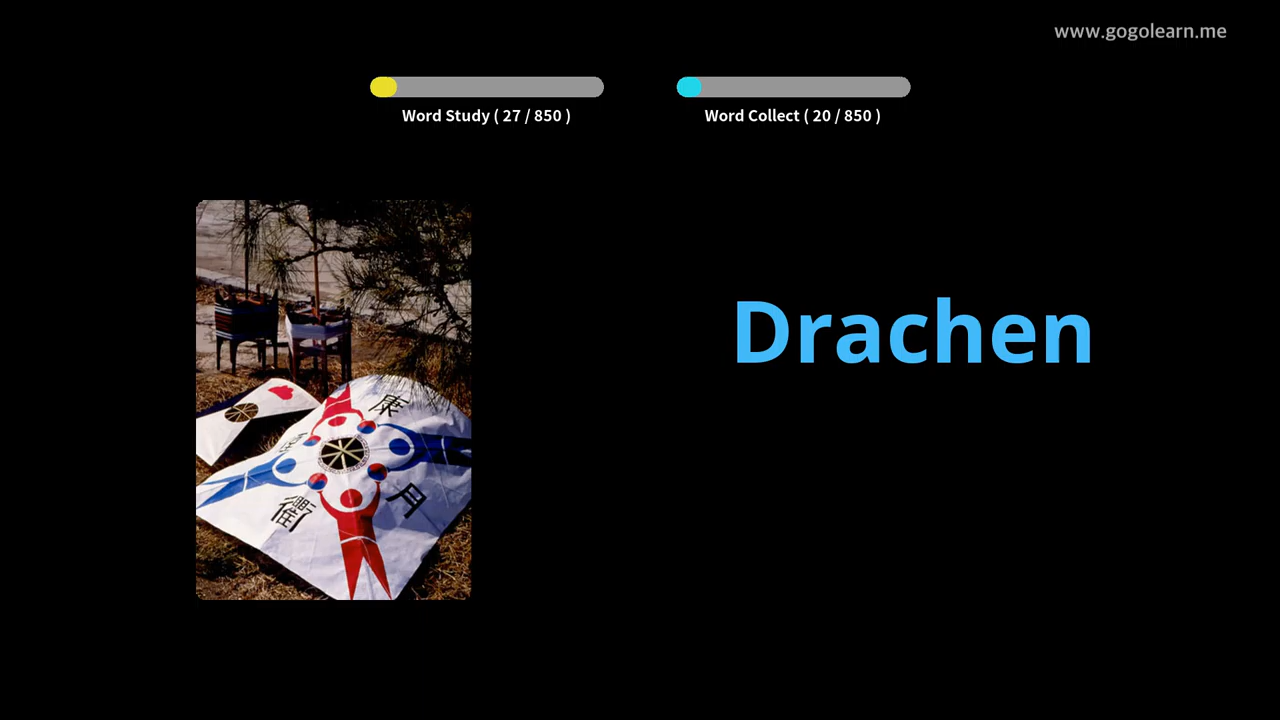 www.gogolearn.me
Word Study ( 27 / 850 )
Word Collect ( 20 / 850 )
Drachen
康
月
衛